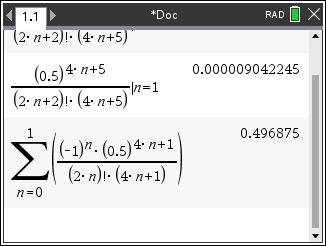 1.1 *Doc RAD
(2·n+2)!·(4·n+5)
(0.5)^(4·n+5)/((2·n+2)!·(4·n+5))|n=1 0.000009042245
∑_(n=0)^1 ((-1)^n·(0.5)^(4·n+1)/((2·n)!·(4·n+1))) 0.496875